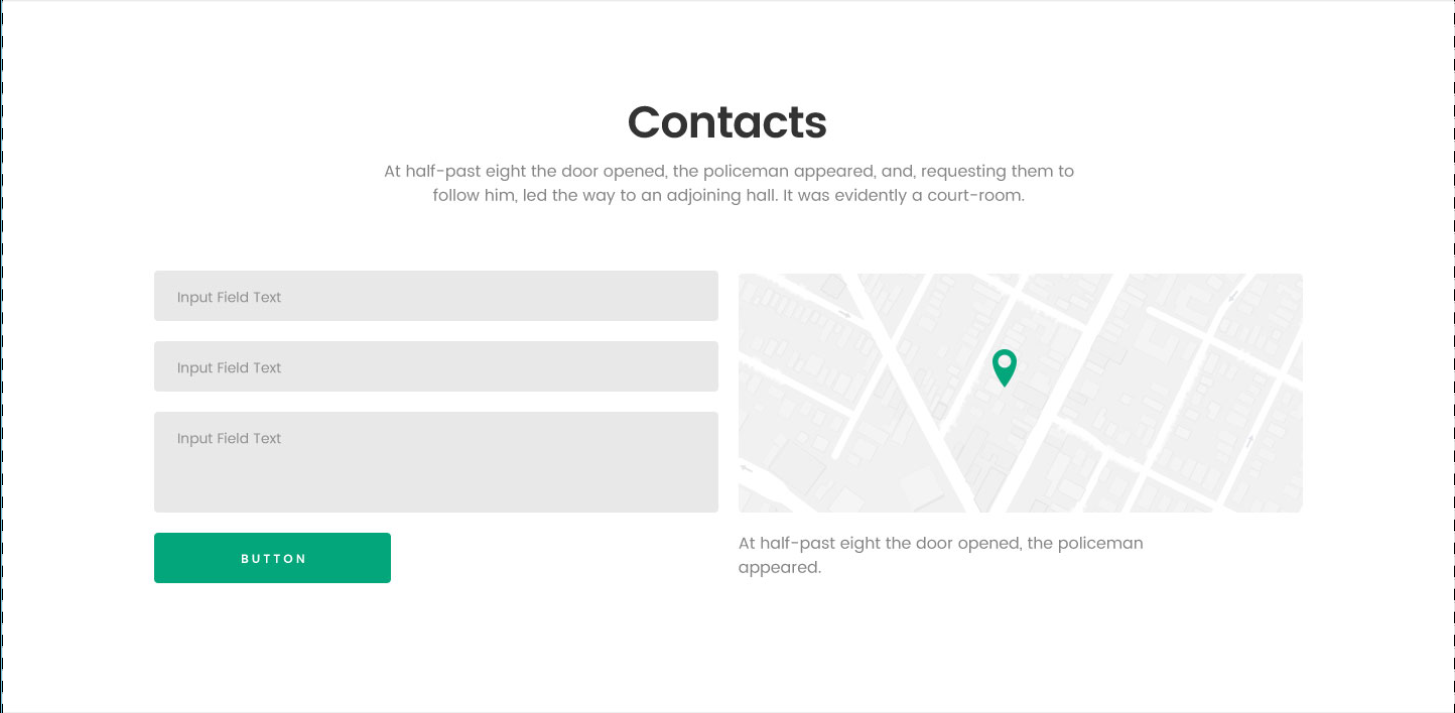 Contacts
At half-past eight the door opened, the policeman appeared, and, requesting them to
follow him, led the way to an adjoining hall. It was evidently a court-room.
Input Field Text
Input Field Text
Input Field Text
BUTTON
At half-past eight the door opened, the policeman
appeared.